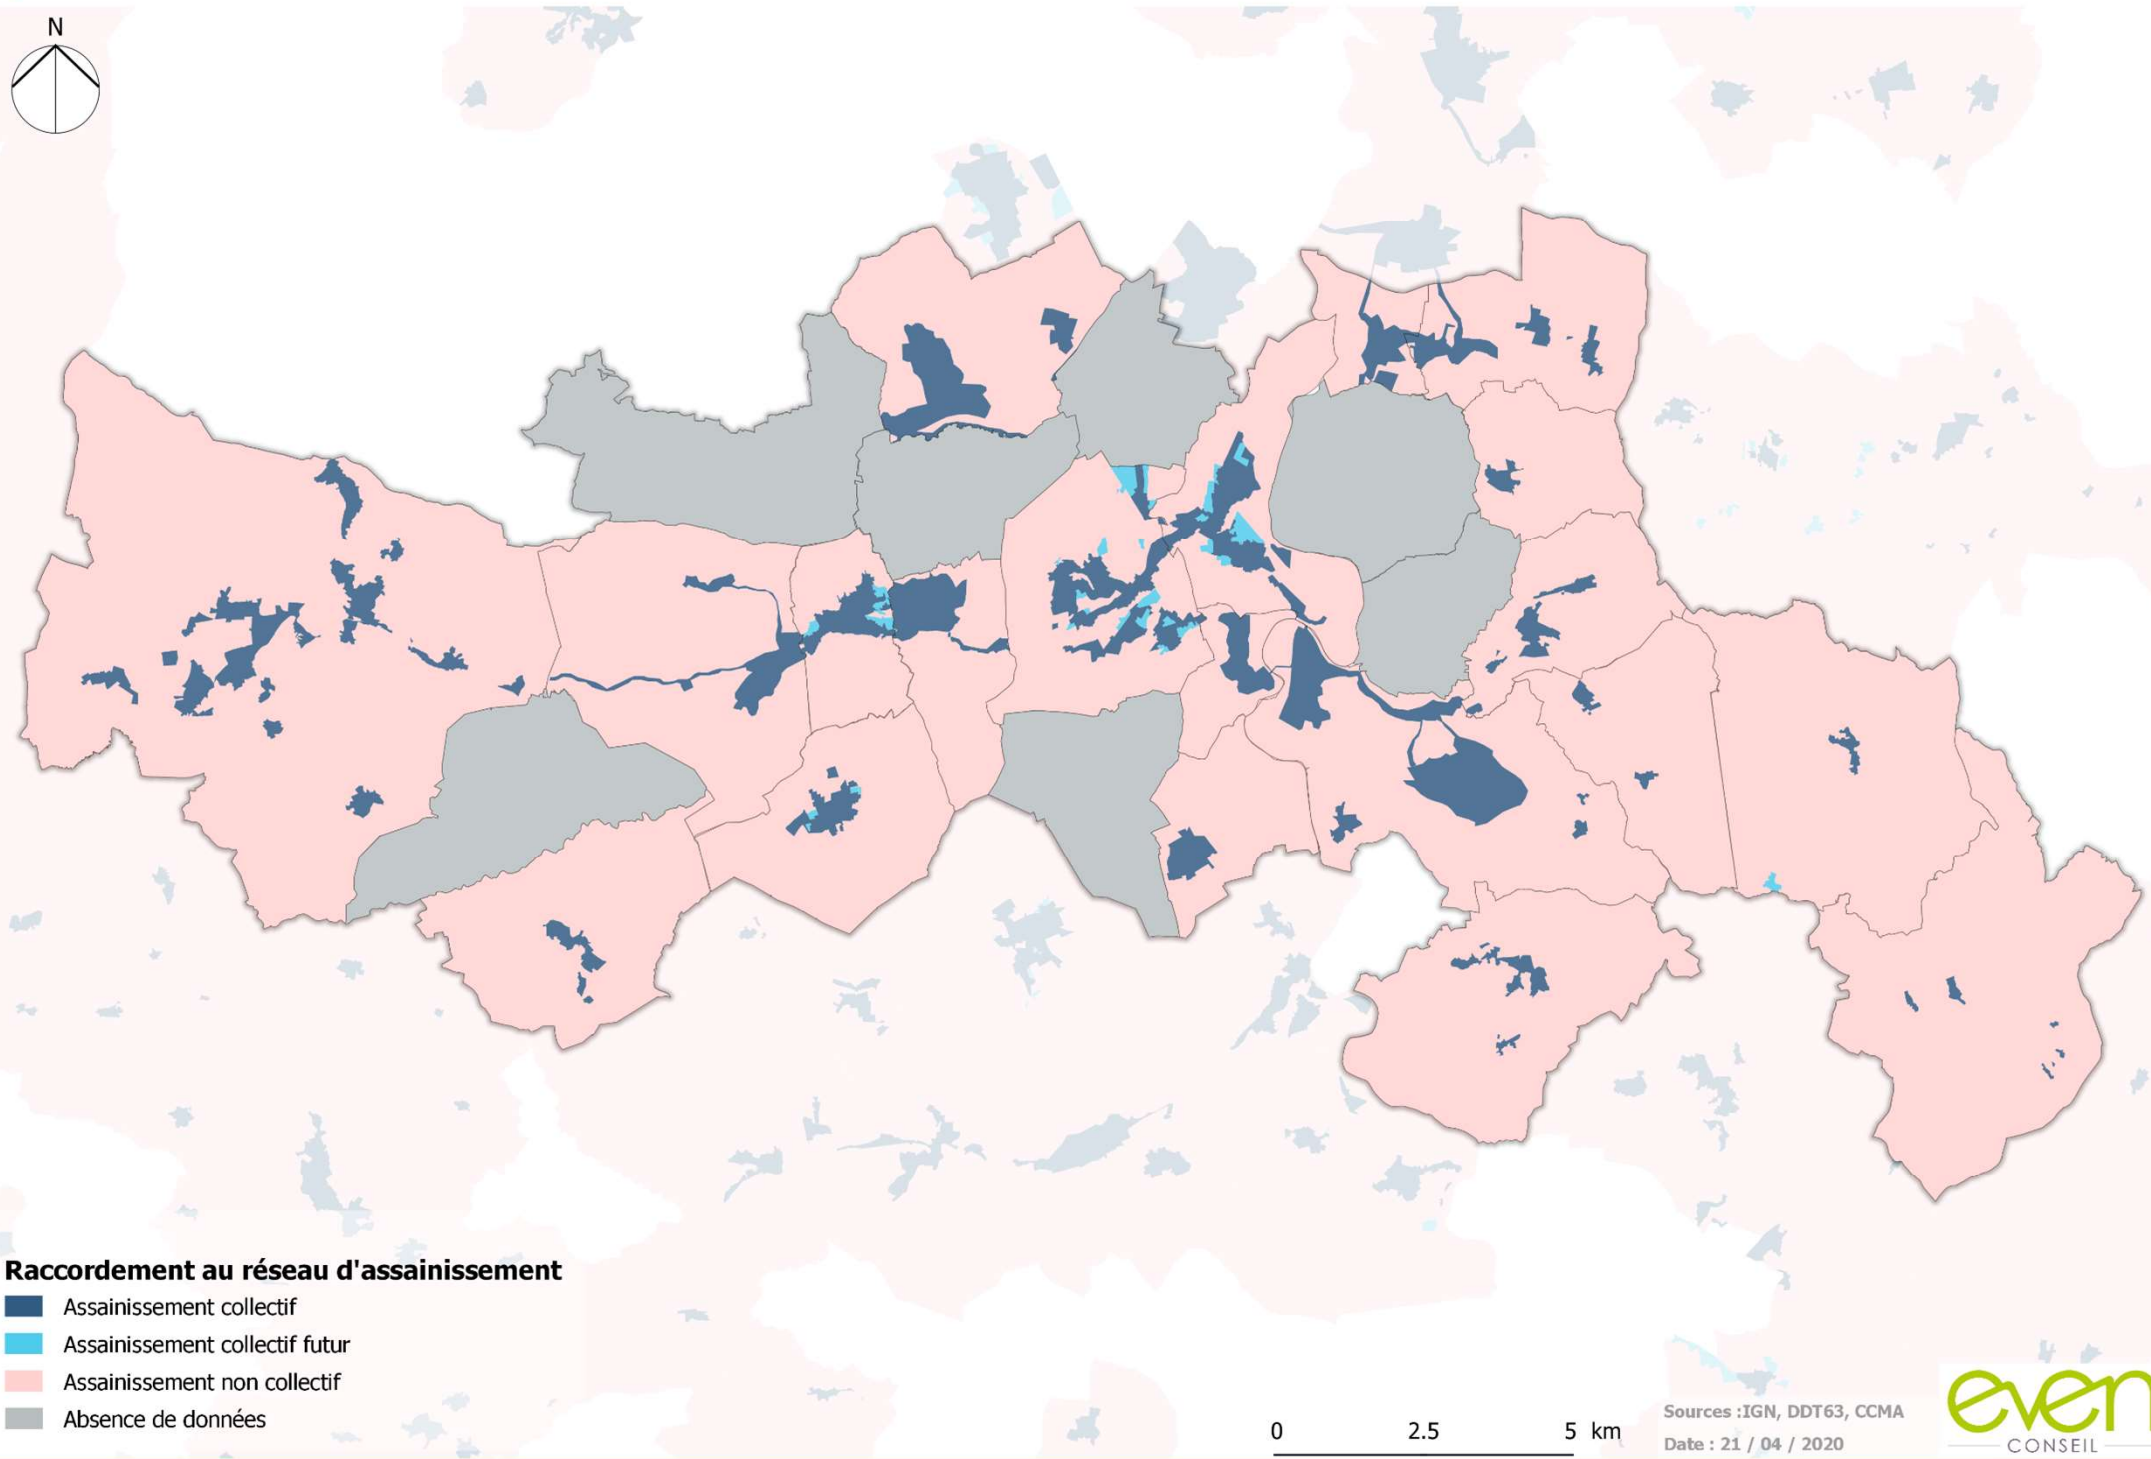 N
Raccordement au réseau d'assainissement
Assainissement collectif
Assainissement collectif futur
Assainissement non collectif
Absence de données
0 2.5 5 km
Sources :IGN, DDT63, CCMA
Date : 21 / 04 / 2020
even
CONSEIL